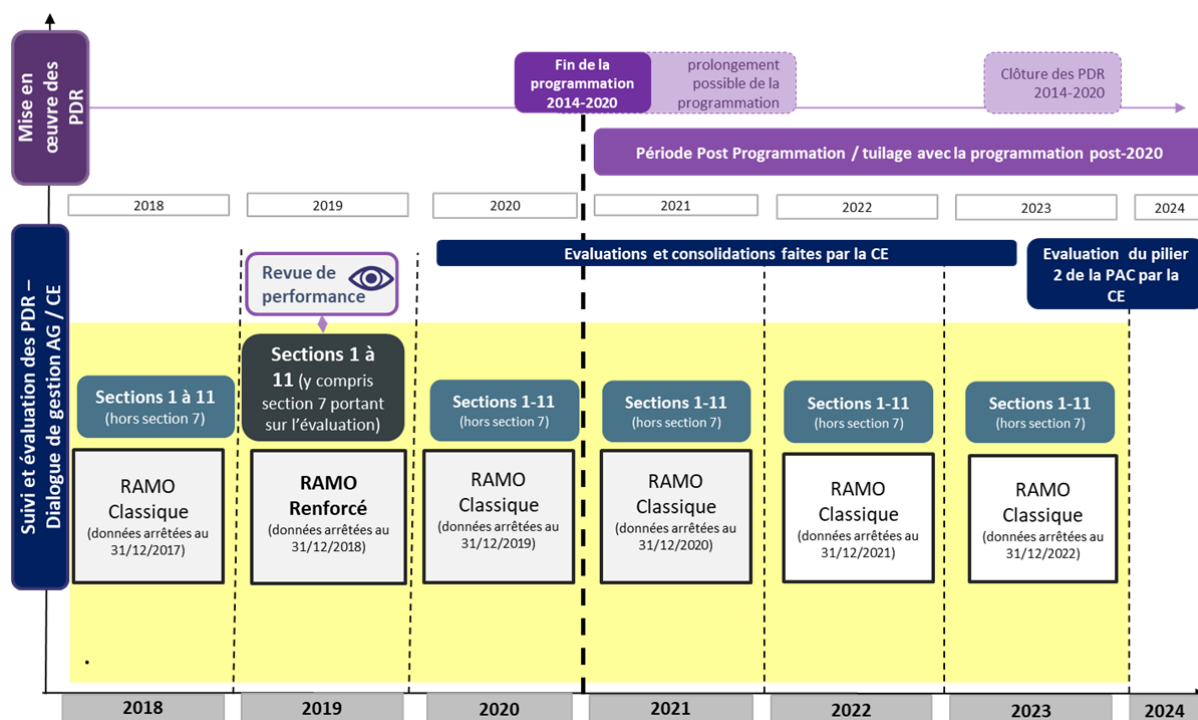 Mise en
œuvre des
PDR
Fin de la
programmation
2014-2020
prolongement
possible de la
programmation
Clôture des PDR
2014-2020
Période Post Programmation / tuilage avec la programmation post-2020
2018
2019
2020
2021
2022
2023
2024
Suivi et évaluation des PDR –
Dialogue de gestion AG / CE
Evaluations et consolidations faites par la CE
Evaluation du pilier
2 de la PAC par la
CE
Revue de
performance
Sections 1 à 11
(hors section 7)
Sections 1 à
11 (y compris
section 7 portant
sur l'évaluation)
Sections 1-11
(hors section 7)
Sections 1-11
(hors section 7)
Sections 1-11
(hors section 7)
Sections 1-11
(hors section 7)
RAMO
Classique
(données arrêtées au
31/12/2017)
RAMO
Renforcé
(données arrêtées au
31/12/2018)
RAMO
Classique
(données arrêtées au
31/12/2019)
RAMO
Classique
(données arrêtées au
31/12/2020)
RAMO
Classique
(données arrêtées au
31/12/2021)
RAMO
Classique
(données arrêtées au
31/12/2022)
.
2018
2019
2020
2021
2022
2023
2024